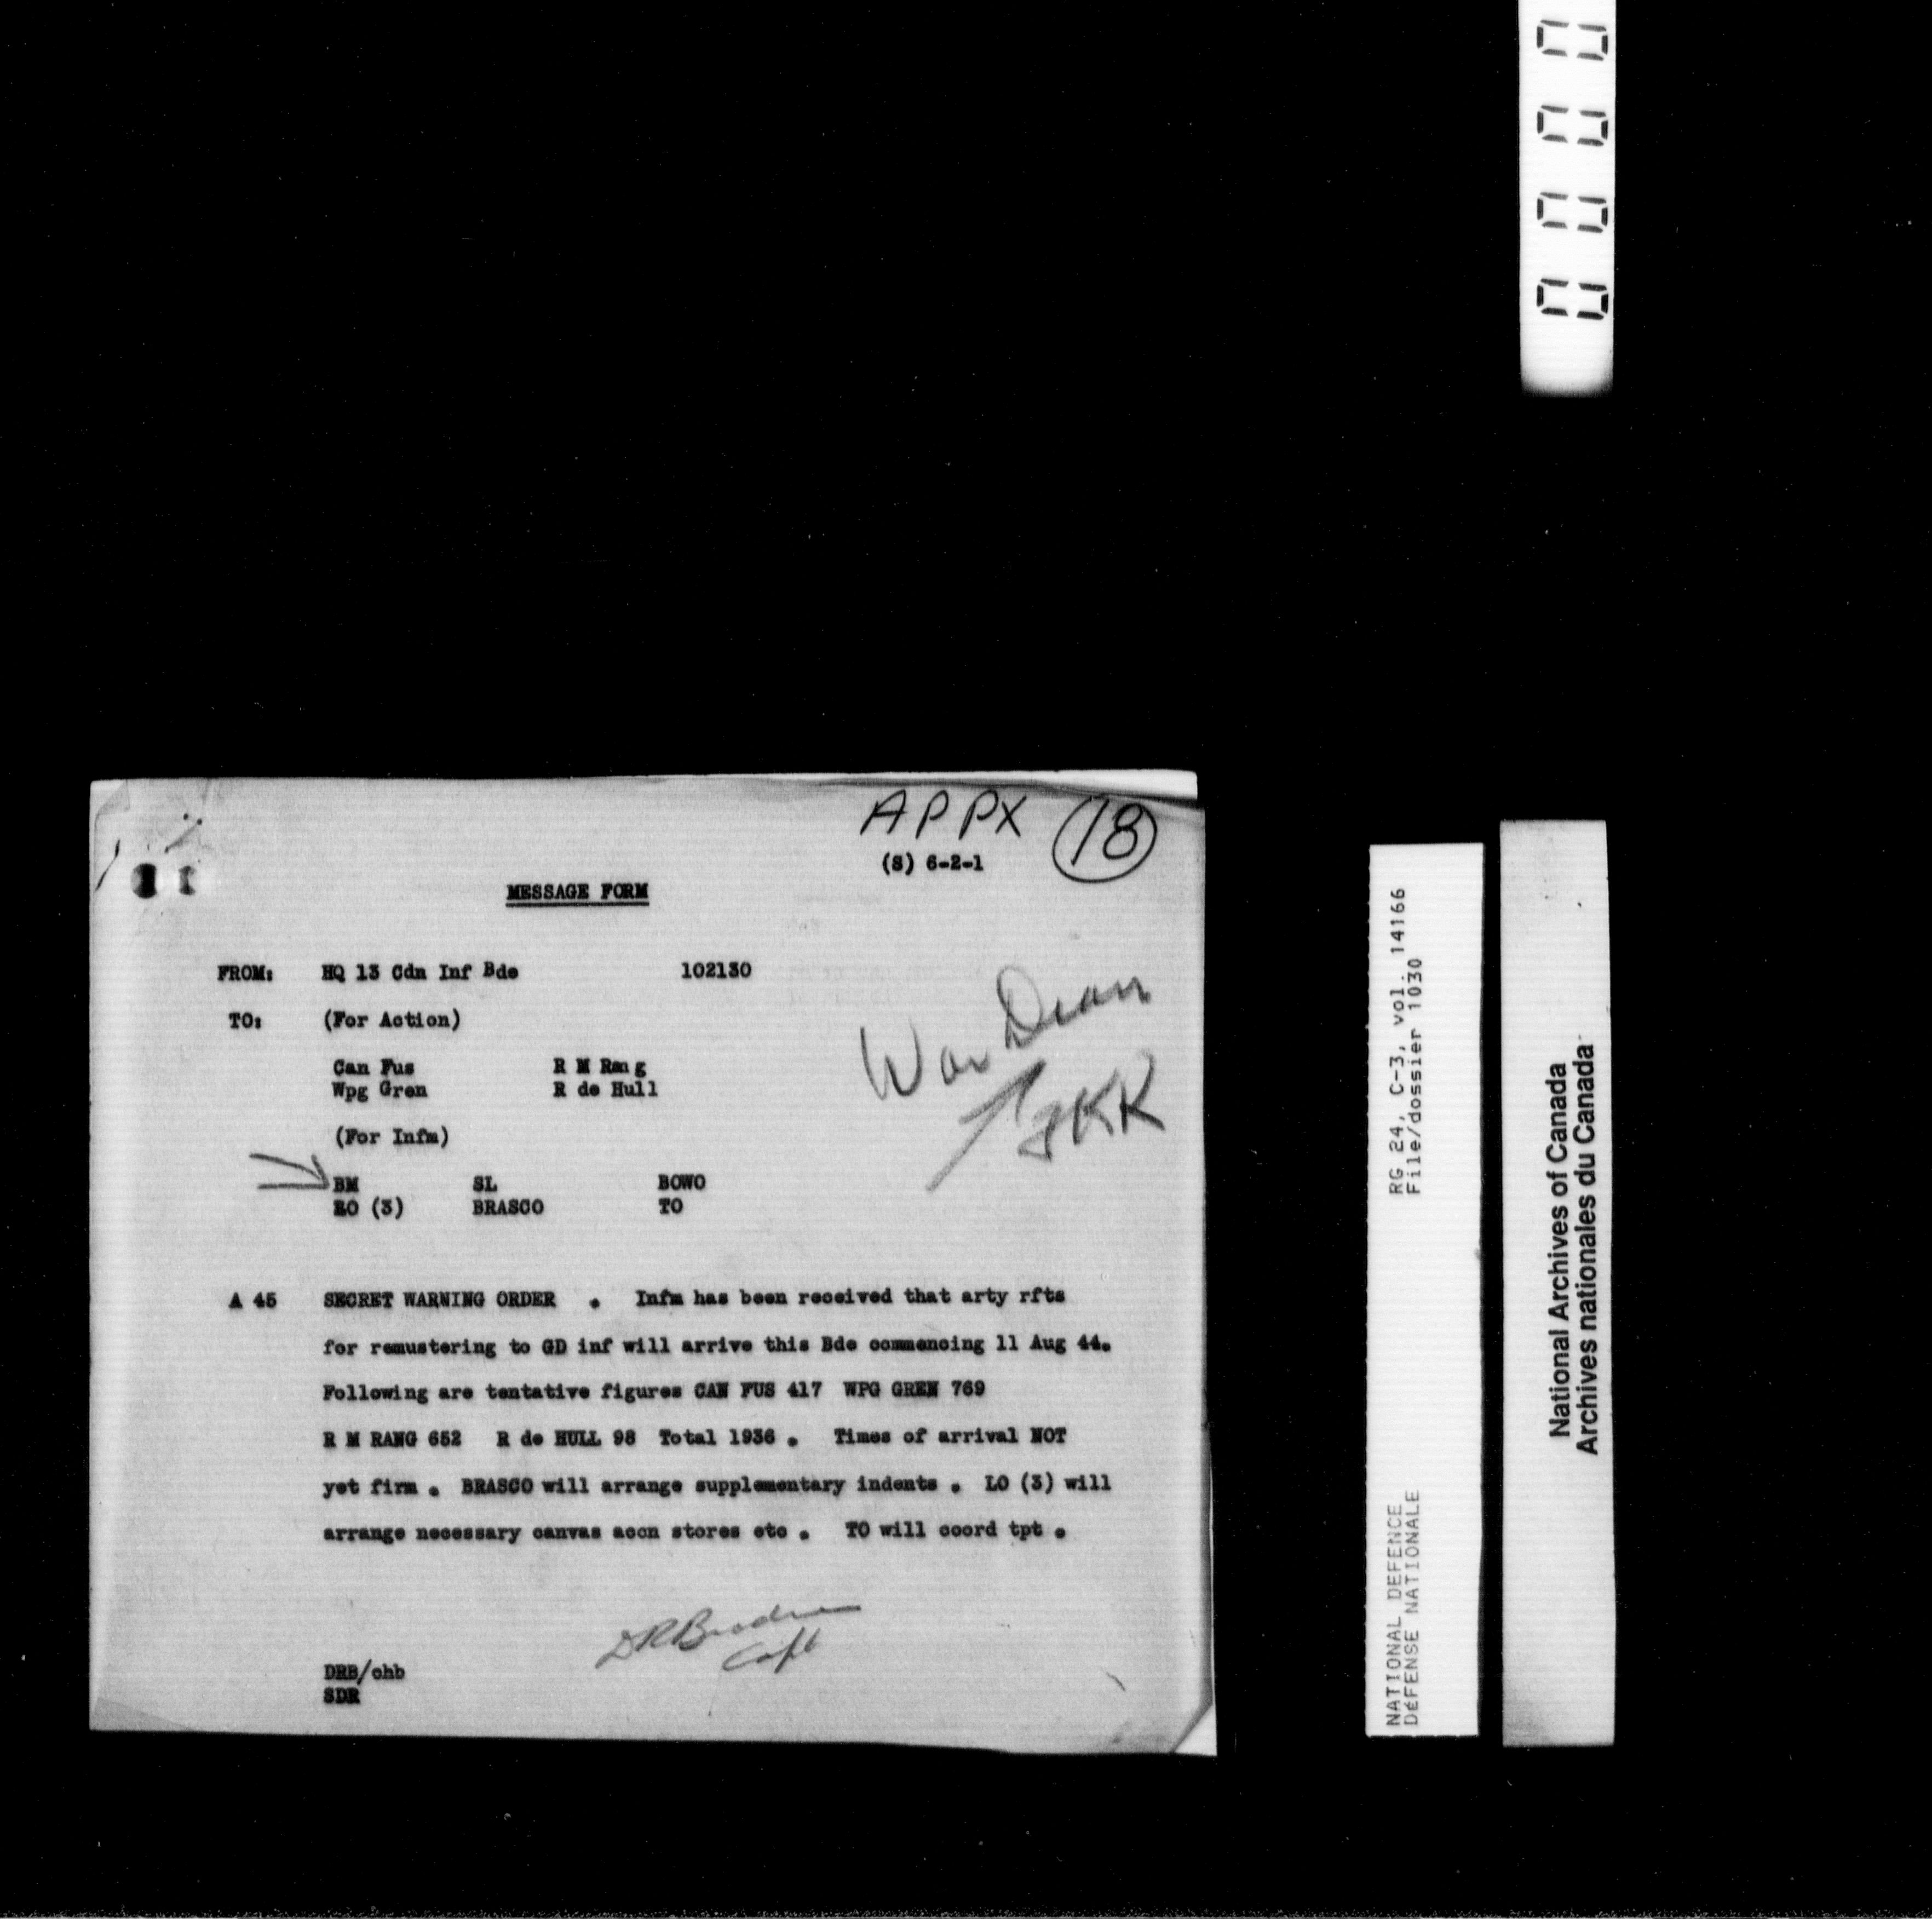 0000
APPX 18
(S) 6-2-1
MESSAGE FORM
FROM: HQ 13 Cdn Inf Bde 102130
TO: (For Action)
Can Fus R M Rang
Wpg Gren R de Hull
(For Infm)
BM SL BOWO
LO (3) BRASCO TO
War Diary
A 45 SECRET WARNING ORDER . Infm has been received that arty rfts
for remustering to GD inf will arrive this Bde commencing 11 Aug 44.
Following are tentative figures CAN FUS 417 WPG GREN 769
R M RANG 652 R de HULL 98 Total 1936 . Times of arrival NOT
yet firm . BRASCO will arrange supplementary indents . LO (3) will
arrange necessary canvas accn stores etc . TO will coord tpt .
Capt
DRB/chb
SDR
RG 24, C-3, vol. 14166
File/dossier 1030
NATIONAL DEFENCE
DéFENSE NATIONALE
National Archives of Canada
Archives nationales du Canada